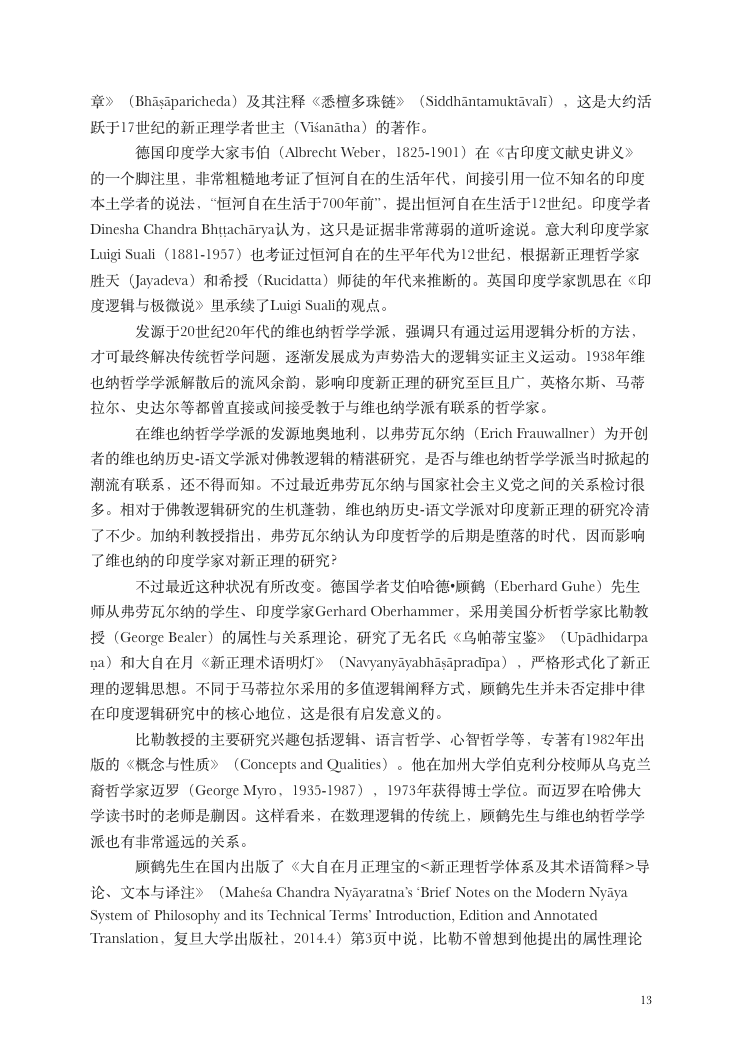 章》（Bhāṣāparicheda）及其注释《悉檀多珠链》（Siddhāntamuktāvalī），这是大约活
跃于17世纪的新正理学者世主（Viśanātha）的著作。
德国印度学大家韦伯（Albrecht Weber，1825-1901）在《古印度文献史讲义》
的一个脚注里，非常粗糙地考证了恒河自在的生活年代，间接引用一位不知名的印度
本土学者的说法，“恒河自在生活于700年前”，提出恒河自在生活于12世纪。印度学者
Dinesha Chandra Bhṭṭachārya认为，这只是证据非常薄弱的道听途说。意大利印度学家
Luigi Suali（1881-1957）也考证过恒河自在的生平年代为12世纪，根据新正理哲学家
胜天（Jayadeva）和希授（Rucidatta）师徒的年代来推断的。英国印度学家凯思在《印
度逻辑与极微说》里承续了Luigi Suali的观点。
发源于20世纪20年代的维也纳哲学学派，强调只有通过运用逻辑分析的方法，
才可最终解决传统哲学问题，逐渐发展成为声势浩大的逻辑实证主义运动。1938年维
也纳哲学学派解散后的流风余韵，影响印度新正理的研究至巨且广，英格尔斯、马蒂
拉尔、史达尔等都曾直接或间接受教于与维也纳学派有联系的哲学家。
在维也纳哲学学派的发源地奥地利，以弗劳瓦尔纳（Erich Frauwallner）为开创
者的维也纳历史-语文学派对佛教逻辑的精湛研究，是否与维也纳哲学学派当时掀起的
潮流有联系，还不得而知。不过最近弗劳瓦尔纳与国家社会主义党之间的关系检讨很
多。相对于佛教逻辑研究的生机蓬勃，维也纳历史-语文学派对印度新正理的研究冷清
了不少。加纳利教授指出，弗劳瓦尔纳认为印度哲学的后期是堕落的时代，因而影响
了维也纳的印度学家对新正理的研究?
不过最近这种状况有所改变。德国学者艾伯哈德•顾鹤（Eberhard Guhe）先生
师从弗劳瓦尔纳的学生、印度学家Gerhard Oberhammer，采用美国分析哲学家比勒教
授（George Bealer）的属性与关系理论，研究了无名氏《乌帕蒂宝鉴》（Upādhidarpa
ṇa）和大自在月《新正理术语明灯》（Navyanyāyabhāṣāpradīpa），严格形式化了新正
理的逻辑思想。不同于马蒂拉尔采用的多值逻辑阐释方式，顾鹤先生并未否定排中律
在印度逻辑研究中的核心地位，这是很有启发意义的。
比勒教授的主要研究兴趣包括逻辑、语言哲学、心智哲学等，专著有1982年出
版的《概念与性质》（Concepts and Qualities）。他在加州大学伯克利分校师从乌克兰
裔哲学家迈罗（George Myro，1935-1987），1973年获得博士学位。而迈罗在哈佛大
学读书时的老师是蒯因。这样看来，在数理逻辑的传统上，顾鹤先生与维也纳哲学学
派也有非常遥远的关系。
顾鹤先生在国内出版了《大自在月正理宝的<新正理哲学体系及其术语简释>导
论、文本与译注》（Maheśa Chandra Nyāyaratna’s ‘Brief Notes on the Modern Nyāya
System of Philosophy and its Technical Terms’ Introduction, Edition and Annotated
Translation，复旦大学出版社，2014.4）第3页中说，比勒不曾想到他提出的属性理论
13